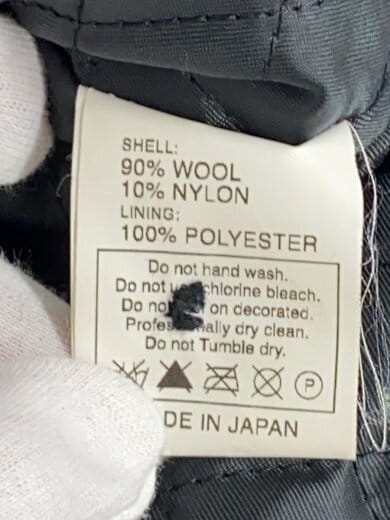 SHELL:
90% WOOL
10% NYLON
LINING:
100% POLYESTER
Do not hand wash.
Do not chlorine bleach.
Do on decorated.
dry clean.
Do not Tumble dry.
P
DE IN JAPAN